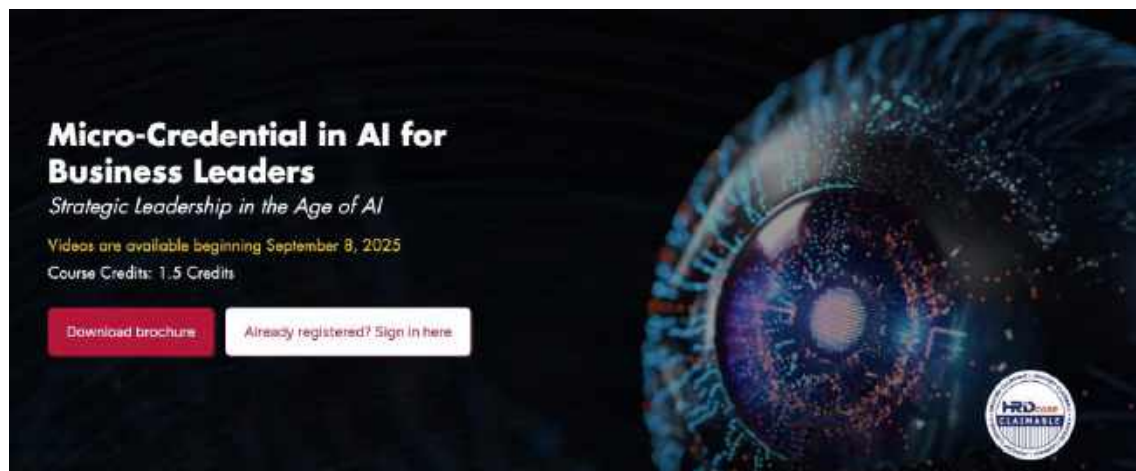 Micro-Credential in AI for
Business Leaders
Strategic Leadership in the Age of AI
Videos are available beginning September 8, 2025
Course Credits: 1.5 Credits
Download brochure
Already registered? Sign in here
HRD CORP
CLAIMABLE